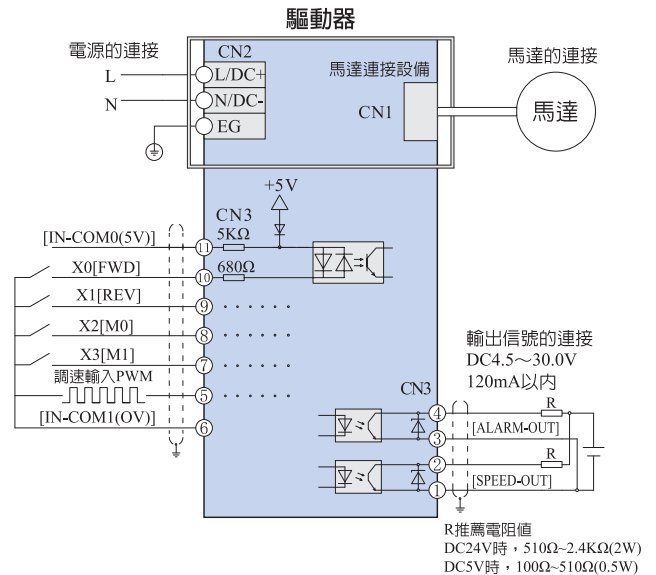 驅動器
電源的連接
L
N
CN2
L/DC+
N/DC-
EG
馬達連接設備
CN1
馬達的連接
馬達
+5V
CN3
5KΩ
[IN-COM0(5V)]
⑪
680Ω
X0[FWD]
⑩
X1[REV]
⑨
X2[M0]
⑧
X3[M1]
⑦
調速輸入PWM
⑤
[IN-COM1(OV)]
⑥
輸出信號的連接
DC4.5～30.0V
120mA以内
CN3
④
R
[ALARM-OUT]
③
②
R
[SPEED-OUT]
①
R推薦電阻値
DC24V時，510Ω~2.4KΩ(2W)
DC5V時，100Ω~510Ω(0.5W)